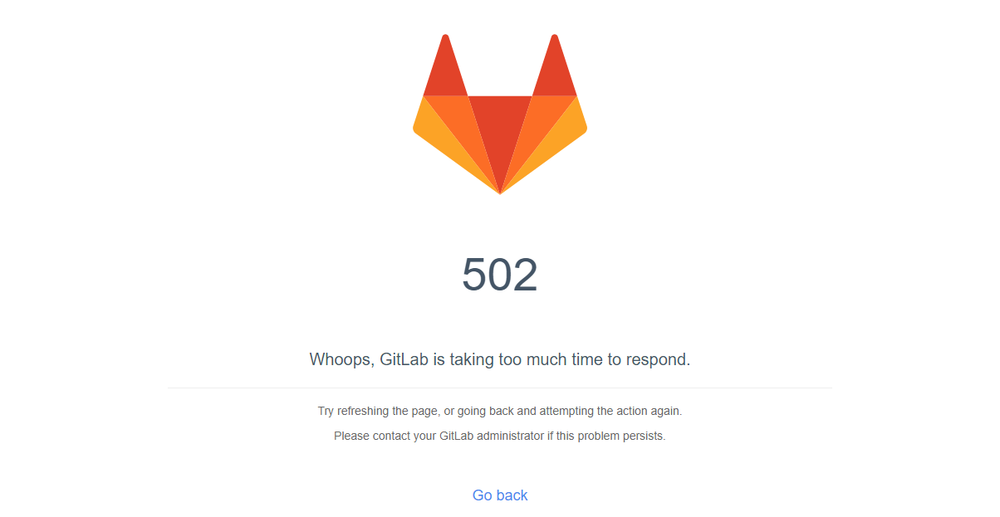 502
Whoops, GitLab is taking too much time to respond.
Try refreshing the page, or going back and attempting the action again.
Please contact your GitLab administrator if this problem persists.
Go back